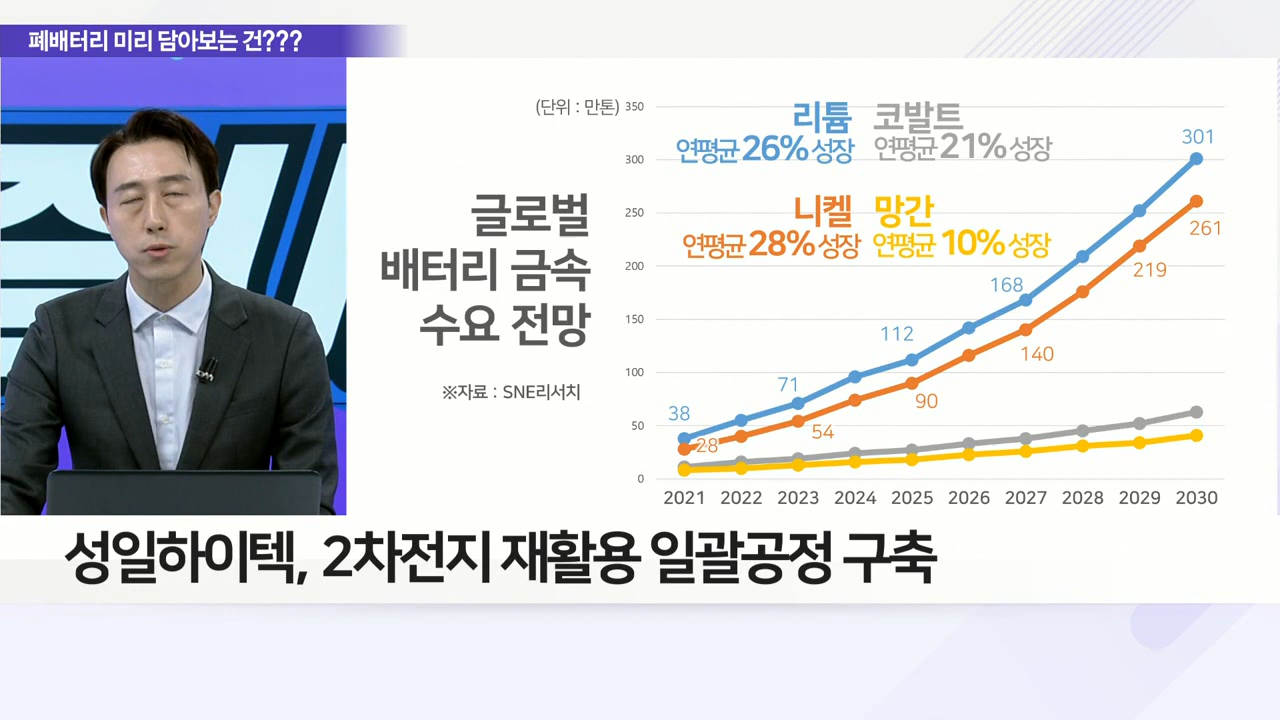 폐배터리 미리 담아보는 건???
(단위 : 만톤)
글로벌
배터리 금속
수요 전망
※자료 : SNE리서치
리튬 코발트
연평균 26% 성장 연평균 21% 성장
니켈 망간
연평균 28% 성장 연평균 10% 성장
350
300
250
200
150
100
50
0
38
71
112
168
301
28
54
90
140
219
261
2021 2022 2023 2024 2025 2026 2027 2028 2029 2030
성일하이텍, 2차전지 재활용 일괄공정 구축